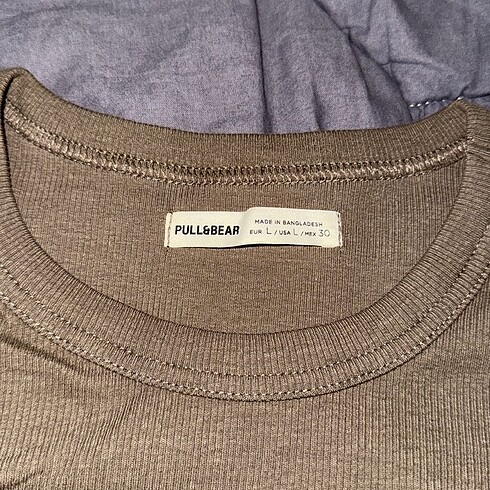 PULL&BEAR
MADE IN BANGLADESH
EUR L / USA L / MEX 30